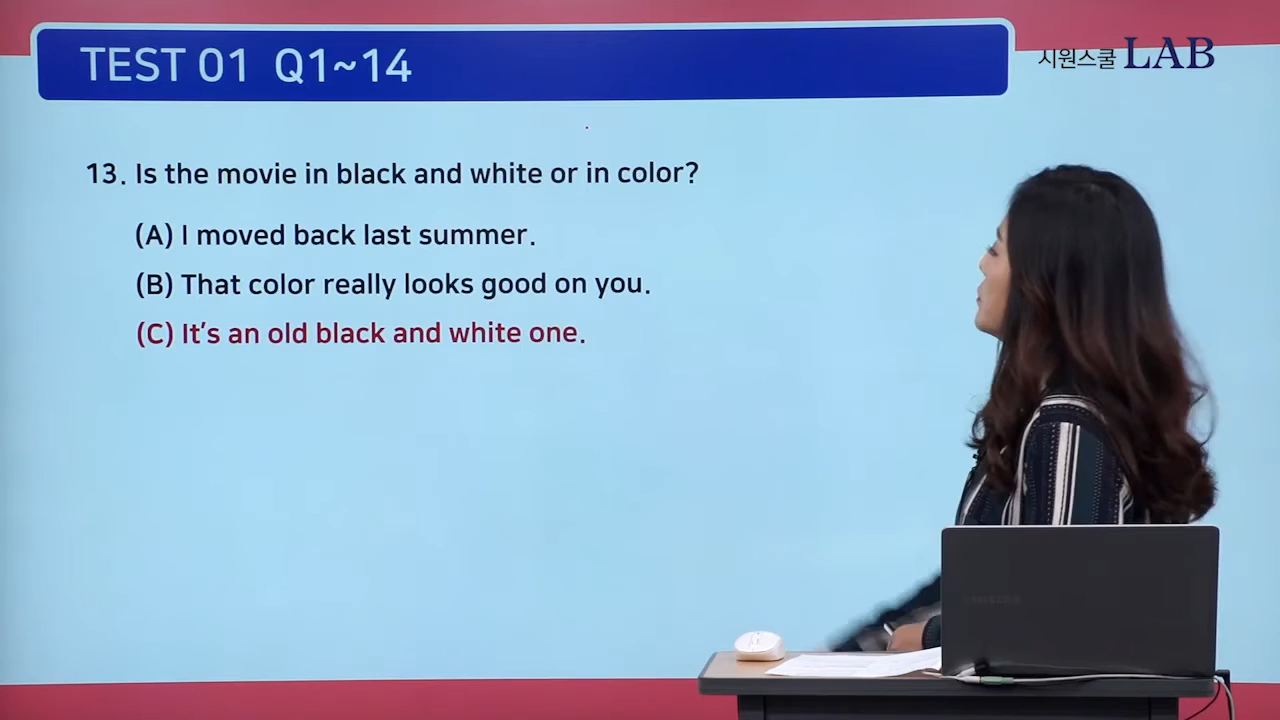 TEST 01 Q1~14
시원스쿨 LAB
13. Is the movie in black and white or in color?
(A) I moved back last summer.
(B) That color really looks good on you.
(C) It's an old black and white one.